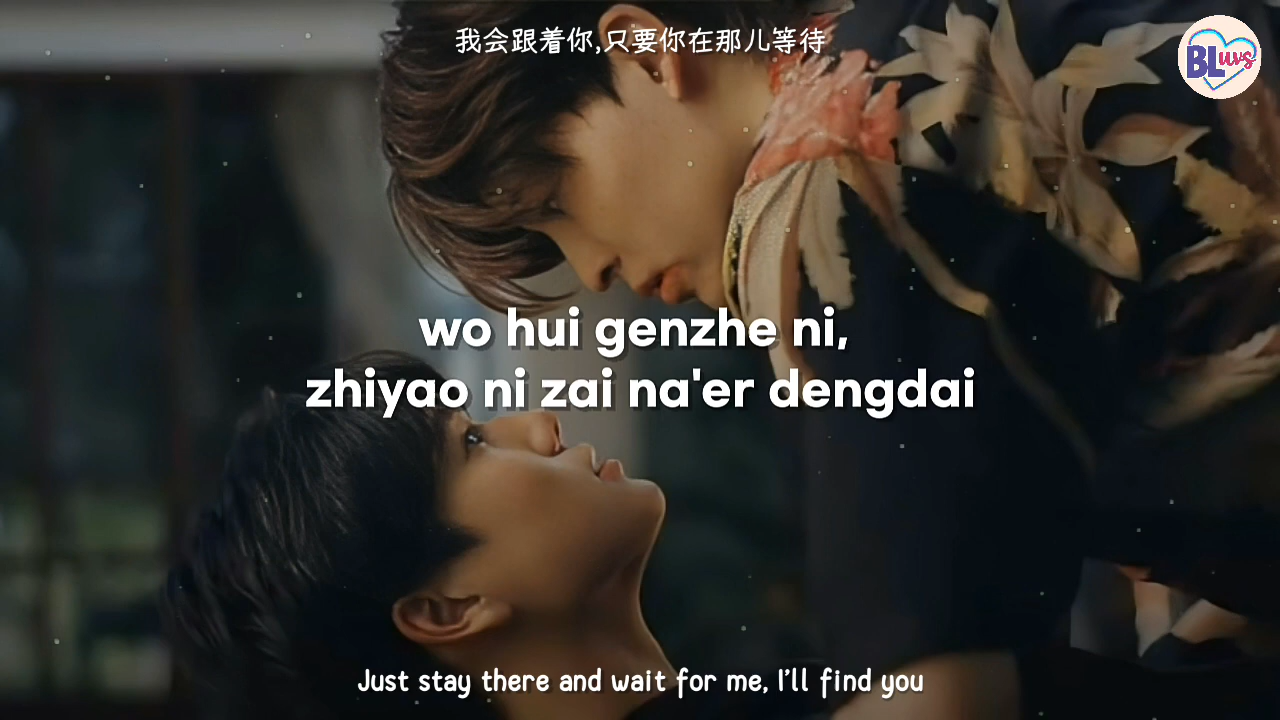 我会跟着你,只要你在那儿等待
BLuvs
wo hui genzhe ni,
zhiyao ni zai na'er dengdai
Just stay there and wait for me, I'll find you